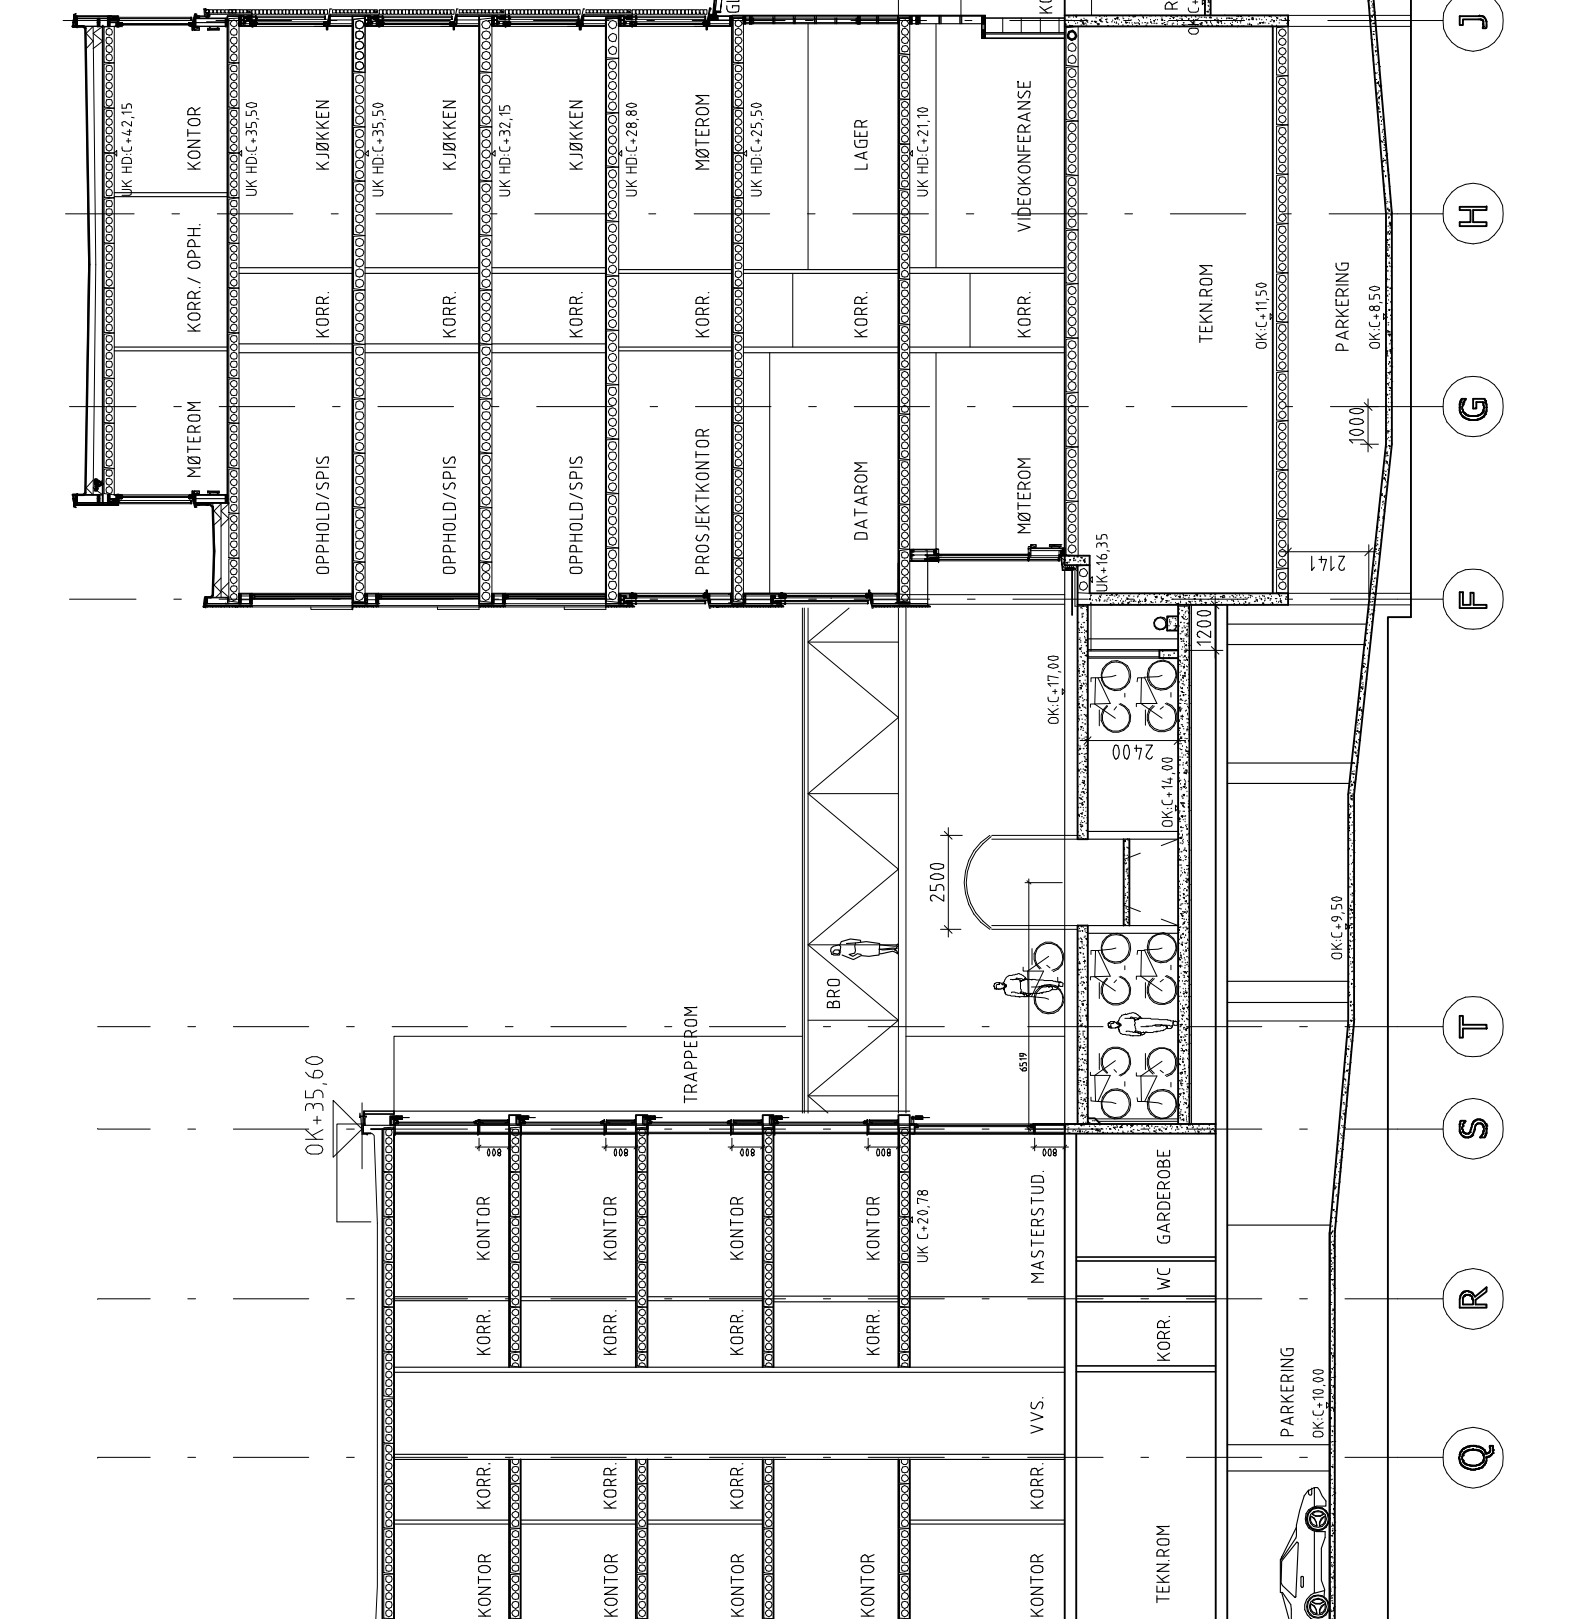 KONTOR
KORR./ OPPH.
MØTEROM
UK HD:C+42,15
KJØKKEN
KORR.
OPPHOLD/SPIS
UK HD:C+35,50
KJØKKEN
KORR.
OPPHOLD/SPIS
UK HD:C+35,50
KJØKKEN
KORR.
OPPHOLD/SPIS
UK HD:C+32,15
MØTEROM
KORR.
PROSJEKTKONTOR
UK HD:C+28,80
LAGER
KORR.
DATAROM
UK HD:C+25,50
VIDEOKONFERANSE
KORR.
MØTEROM
UK HD:C+21,10
TEKN.ROM
OK:C+11,50
UK+16,35
PARKERING
OK:C+8,50
1000
2141
1200
OK:C+17,00
2400
OK:C+14,00
2500
6519
OK:C+9,50
BRO
TRAPPEROM
OK+35,60
800
800
800
800
800
KONTOR
KONTOR
KONTOR
KONTOR
UK C+20,78
MASTERSTUD.
GARDEROBE
WC
KORR.
KORR.
KORR.
KORR.
KORR.
VVS.
PARKERING
OK:C+10,00
KORR.
KORR.
KORR.
KORR.
KONTOR
KONTOR
KONTOR
KONTOR
KONTOR
TEKN.ROM
J
H
G
F
T
S
R
Q